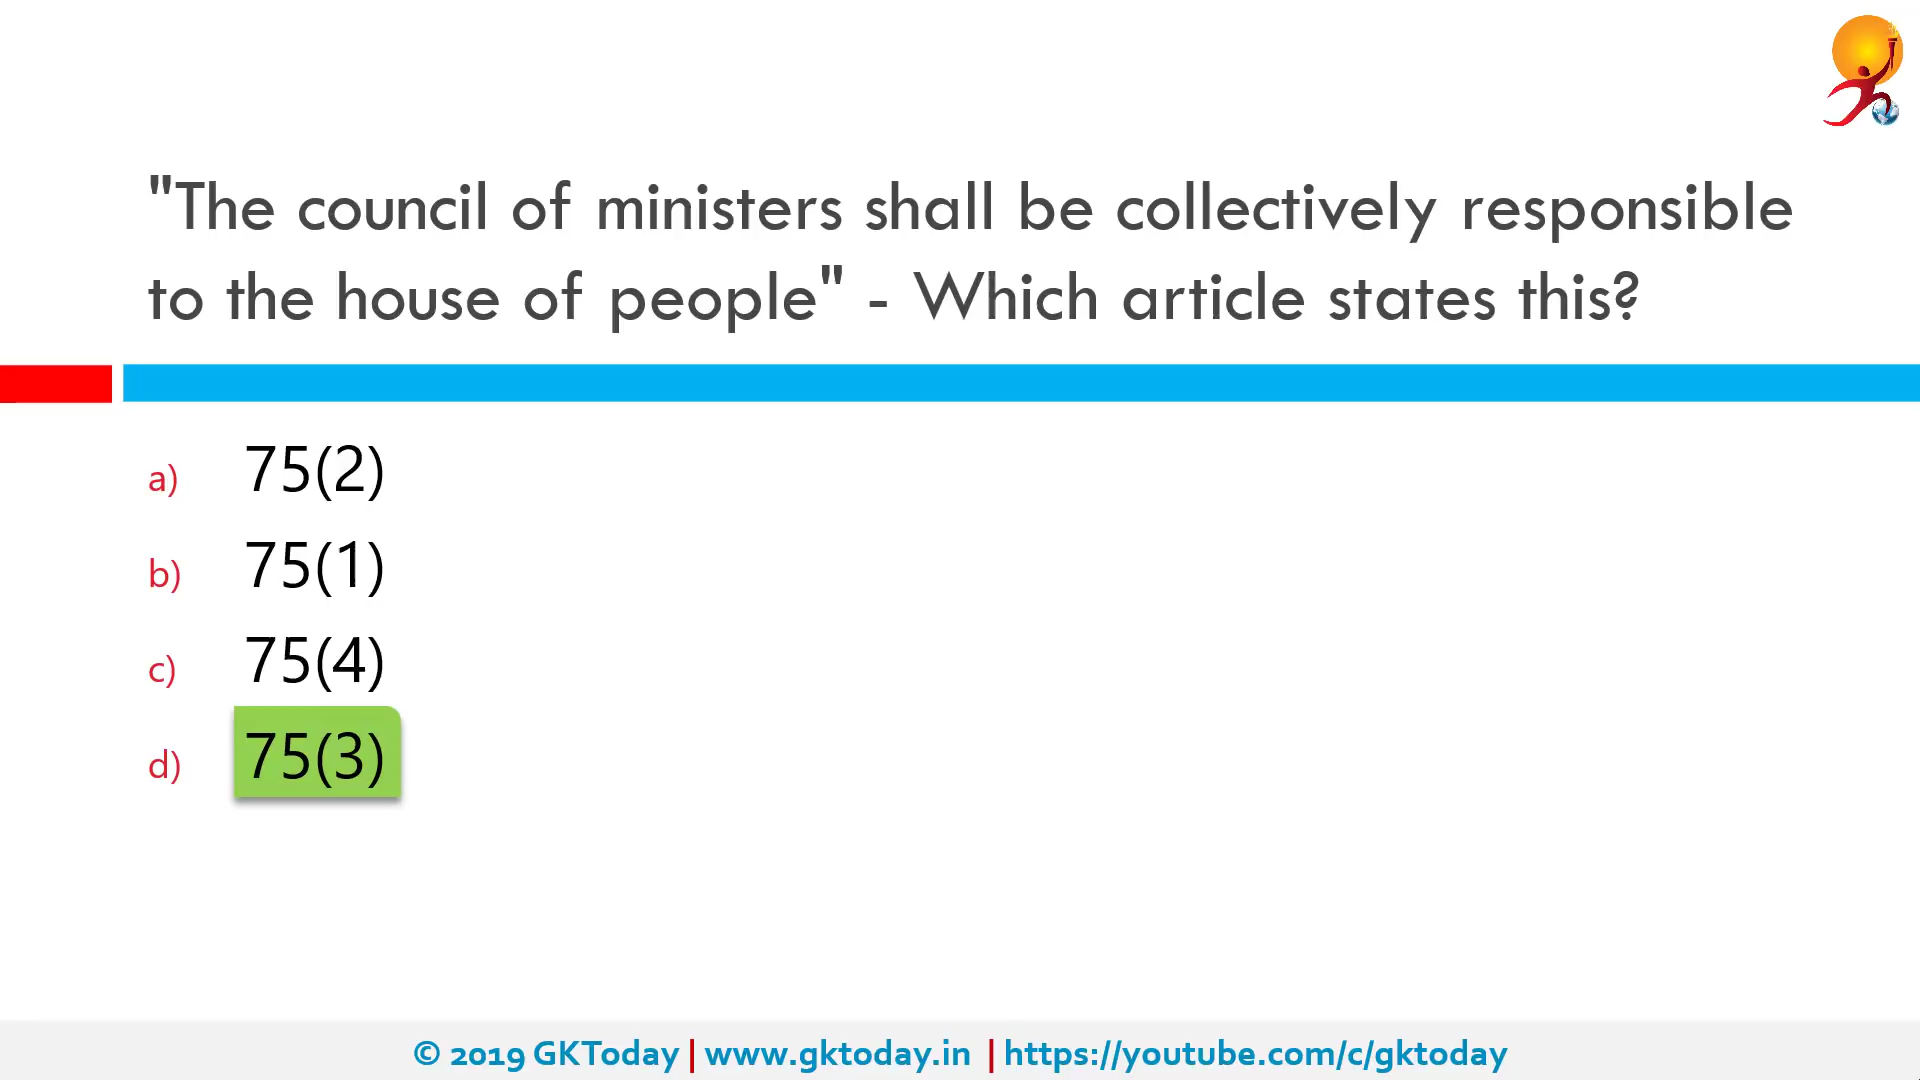 "The council of ministers shall be collectively responsible
to the house of people" - Which article states this?
a) 75(2)
b) 75(1)
c) 75(4)
d) 75(3)
© 2019 GKToday | www.gktoday.in | https://youtube.com/c/gktoday